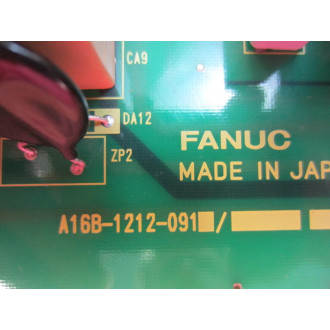 CA9
DA12
ZP2
FANUC
MADE IN JAP
A16B-1212-091 /